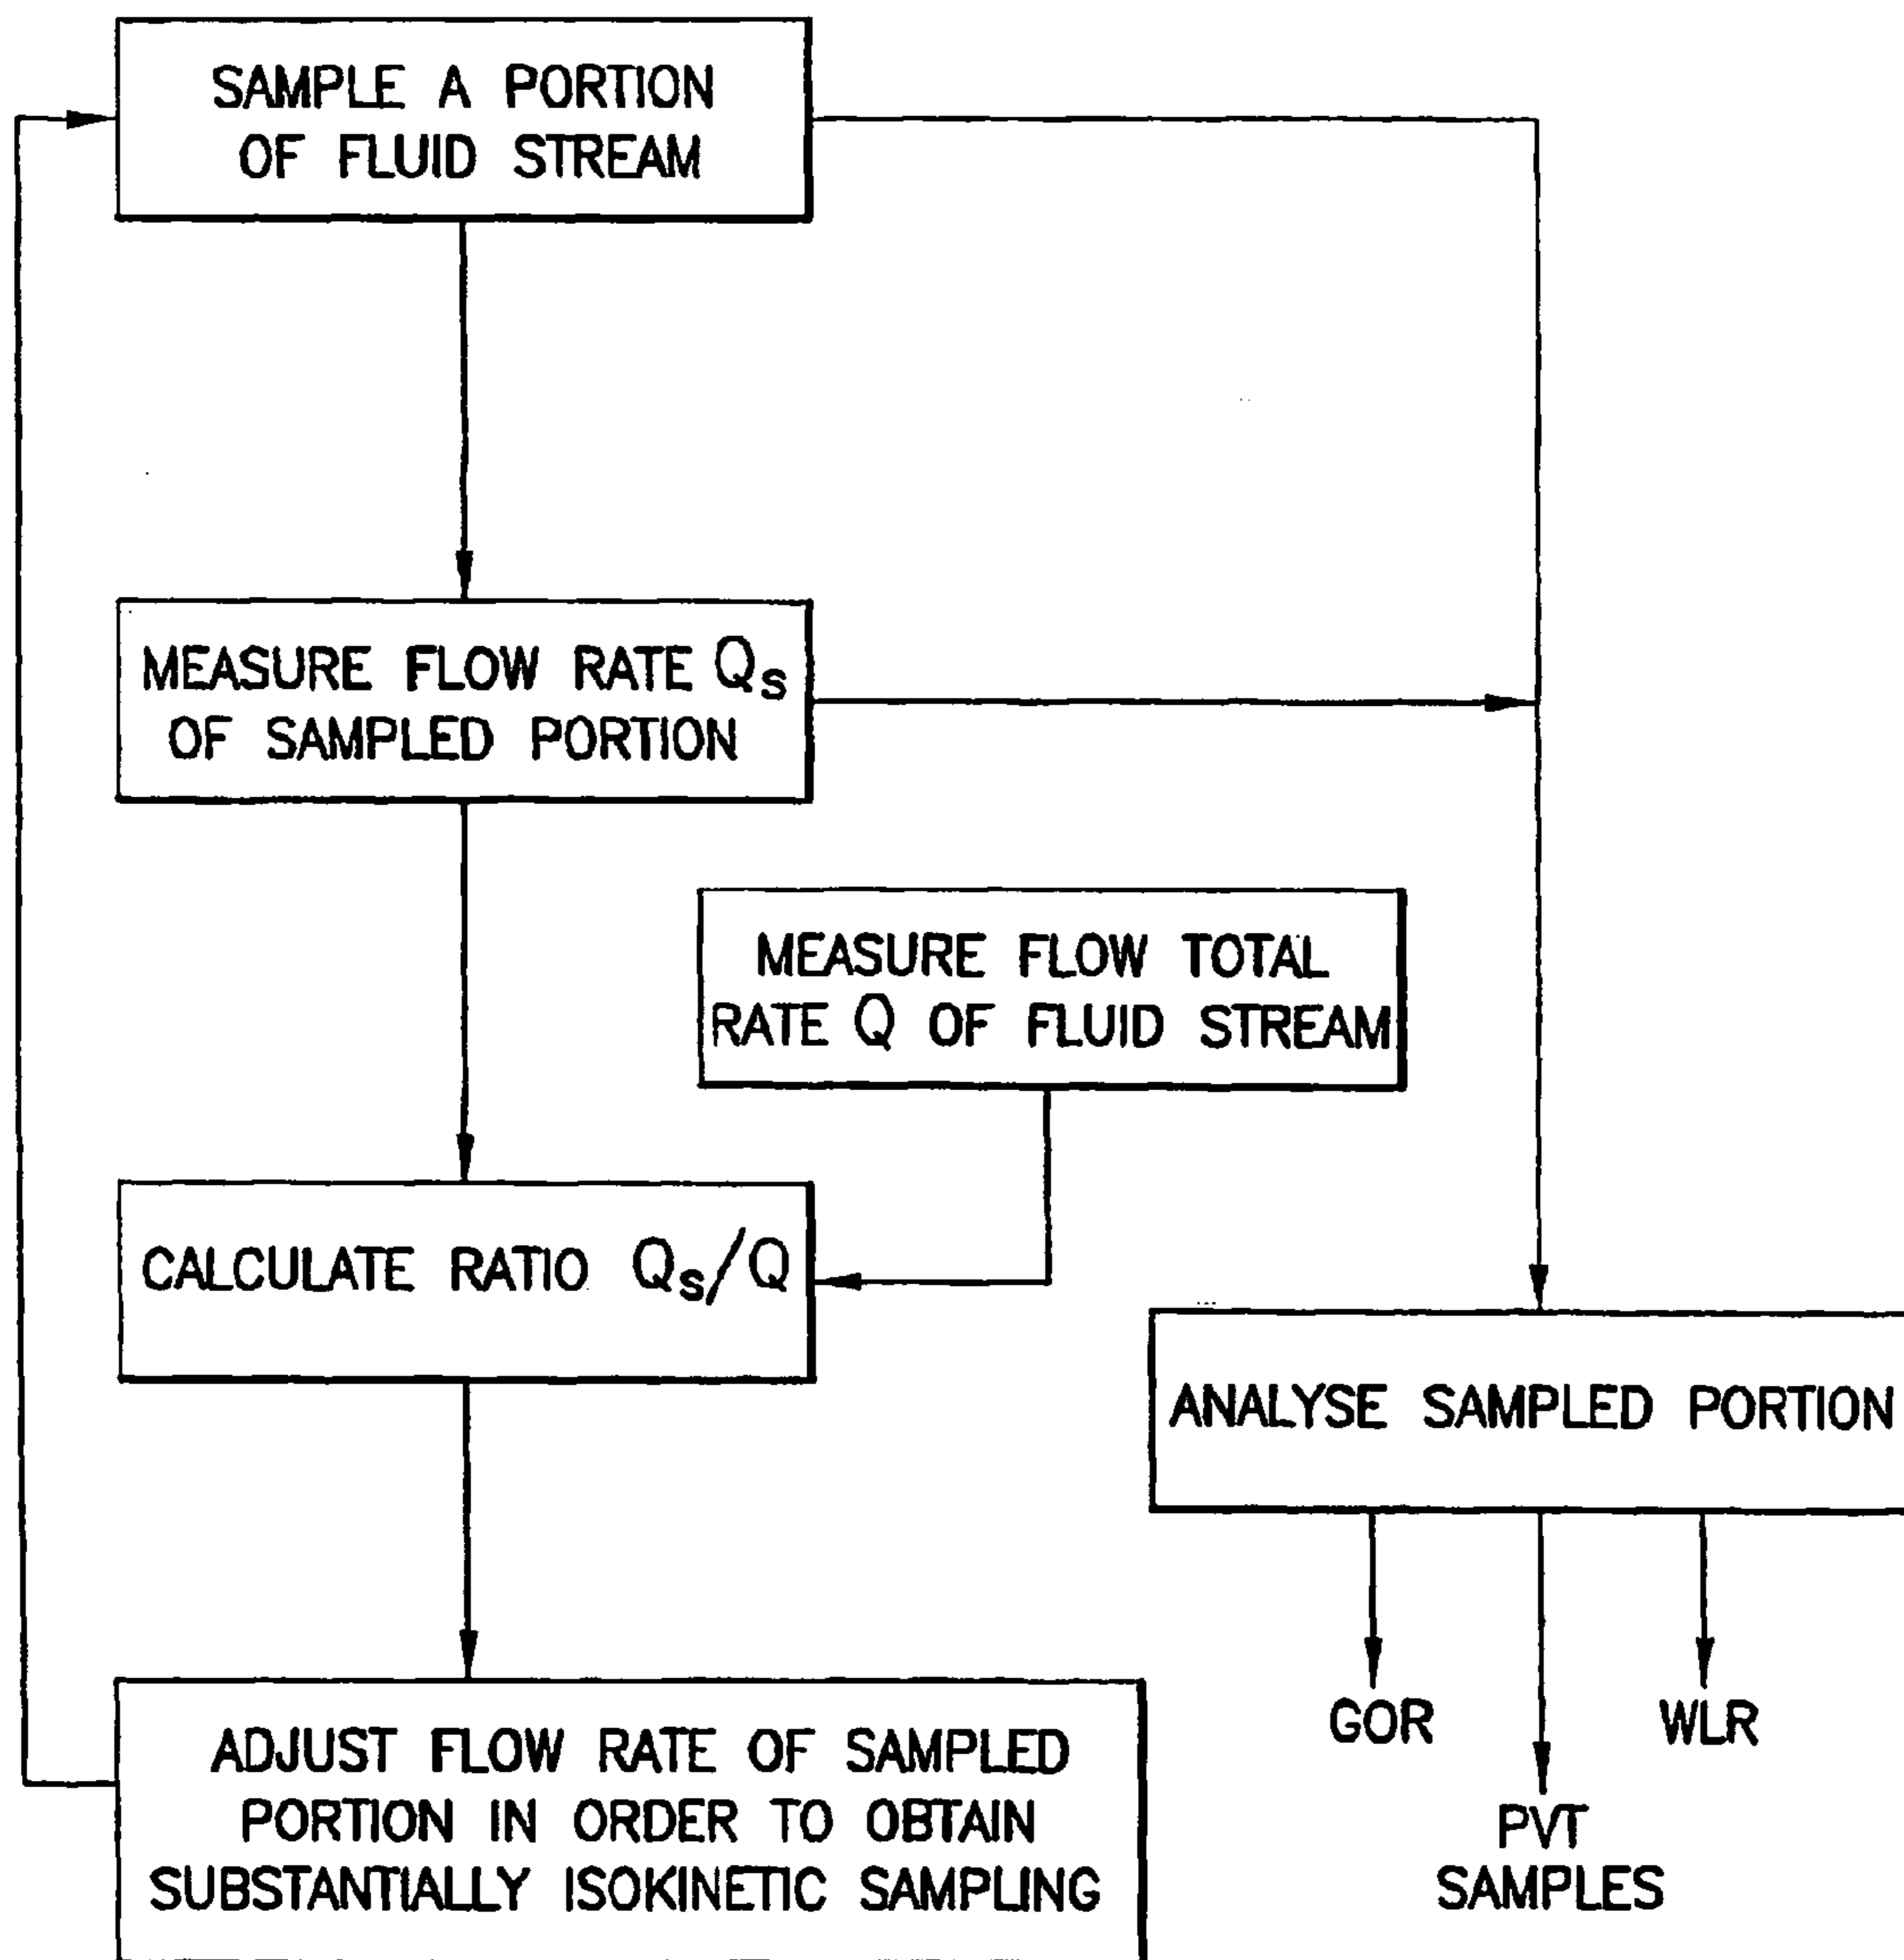 SAMPLE A PORTION
OF FLUID STREAM
MEASURE FLOW RATE Qs
OF SAMPLED PORTION
MEASURE FLOW TOTAL
RATE Q OF FLUID STREAM
CALCULATE RATIO Qs/Q
ANALYSE SAMPLED PORTION
ADJUST FLOW RATE OF SAMPLED
PORTION IN ORDER TO OBTAIN
SUBSTANTIALLY ISOKINETIC SAMPLING
GOR
WLR
PVT
SAMPLES